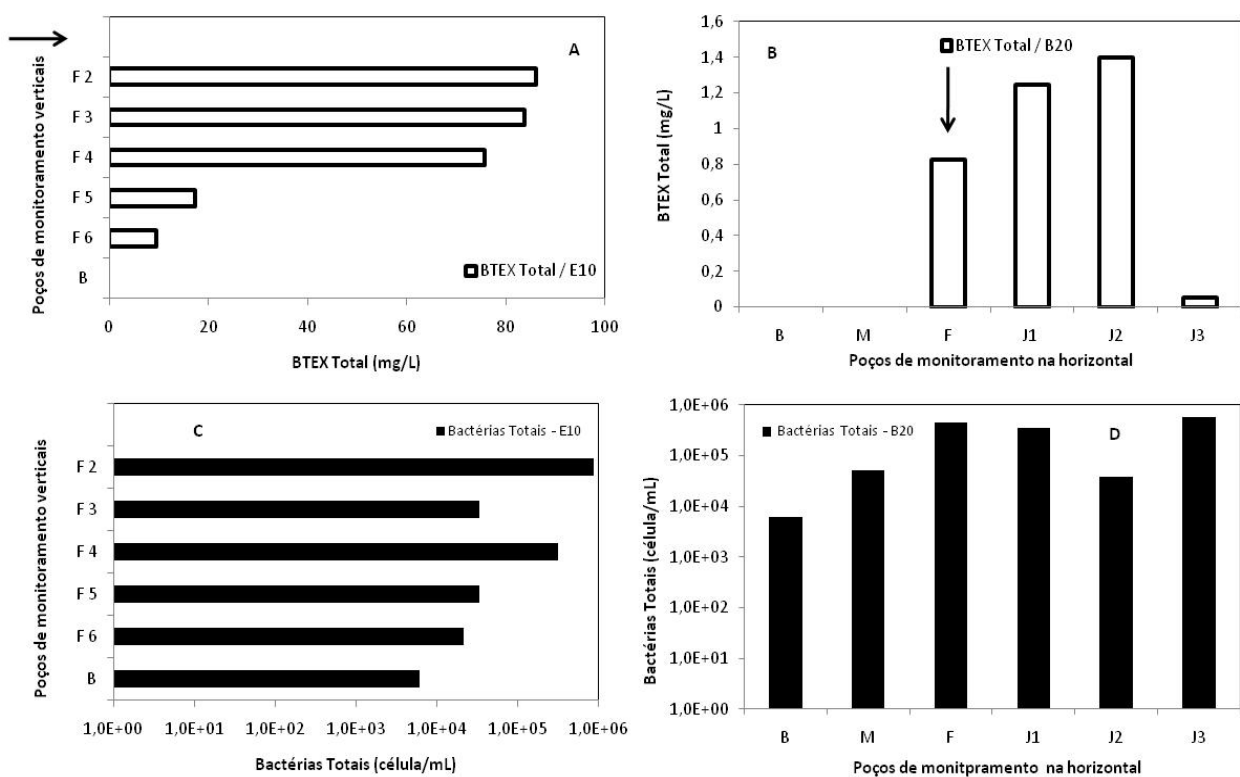 A
Poços de monitoramento verticais
F 2
F 3
F 4
F 5
F 6
B
BTEX Total / E10
0 20 40 60 80 100
BTEX Total (mg/L)
B
BTEX Total / B20
BTEX Total (mg/L)
1,6
1,4
1,2
1
0,8
0,6
0,4
0,2
0
B M F J1 J2 J3
Poços de monitoramento na horizontal
C
Bactérias Totais - E10
Poços de monitoramento verticais
F 2
F 3
F 4
F 5
F 6
B
1,0E+00 1,0E+01 1,0E+02 1,0E+03 1,0E+04 1,0E+05 1,0E+06
Bactérias Totais (célula/mL)
Bactérias Totais - B20
D
Bactérias Totais (célula/mL)
1,0E+06
1,0E+05
1,0E+04
1,0E+03
1,0E+02
1,0E+01
1,0E+00
B M F J1 J2 J3
Poços de monitpramento na horizontal